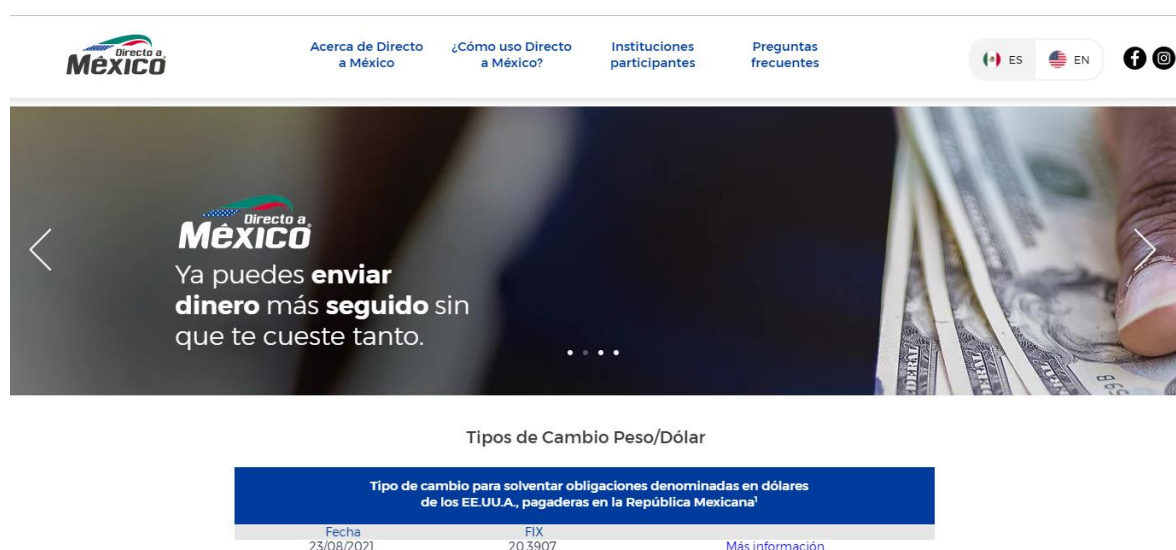 Directo a
México
Acerca de Directo
a México
¿Cómo uso Directo
a México?
Instituciones
participantes
Preguntas
frecuentes
ES
EN
Directo a
México
Ya puedes enviar
dinero más seguido sin
que te cueste tanto.
Tipos de Cambio Peso/Dólar
Tipo de cambio para solventar obligaciones denominadas en dólares
de los EE.UU.A., pagaderas en la República Mexicana¹
Fecha FIX
23/08/2021 20.3907 Más información